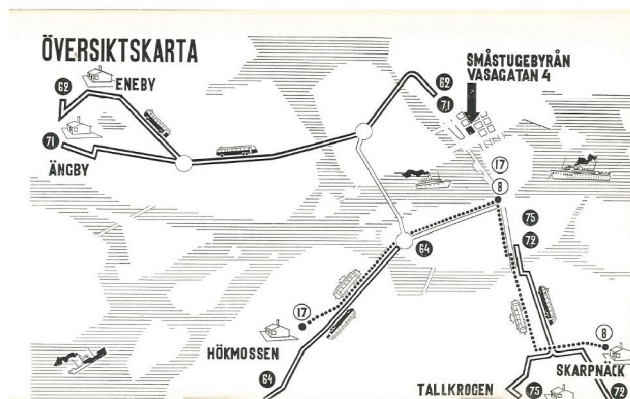 ÖVERSIKTSKARTA
SMÅSTUGEBYRÅN
VASAGATAN 4
62
ENEBY
62
71
71
ÄNGBY
17
8
75
72
64
17
HÖKMOSSEN
8
SKARPNÄCK
64
TALLKROGEN
75
72